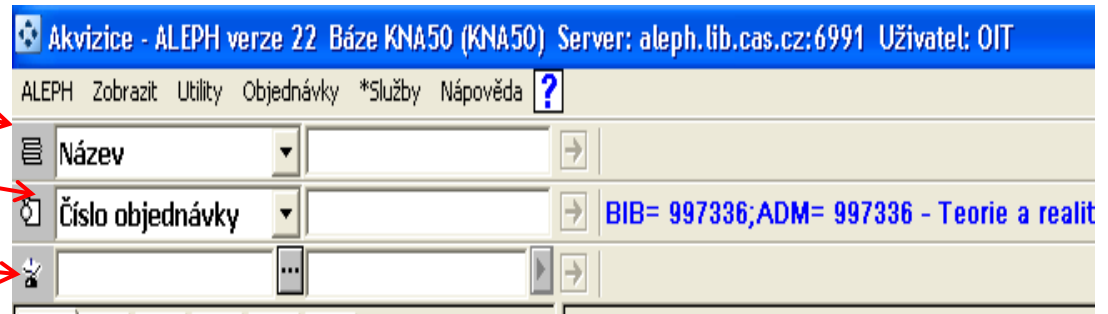 Akvizice - ALEPH verze 22 Báze KNA50 (KNA50) Server: aleph.lib.cas.cz:6991 Uživatel: OIT
ALEPH Zobrazit Utility Objednávky *Služby Nápověda ?
Název
Číslo objednávky BIB= 997336;ADM= 997336 - Teorie a realit
...